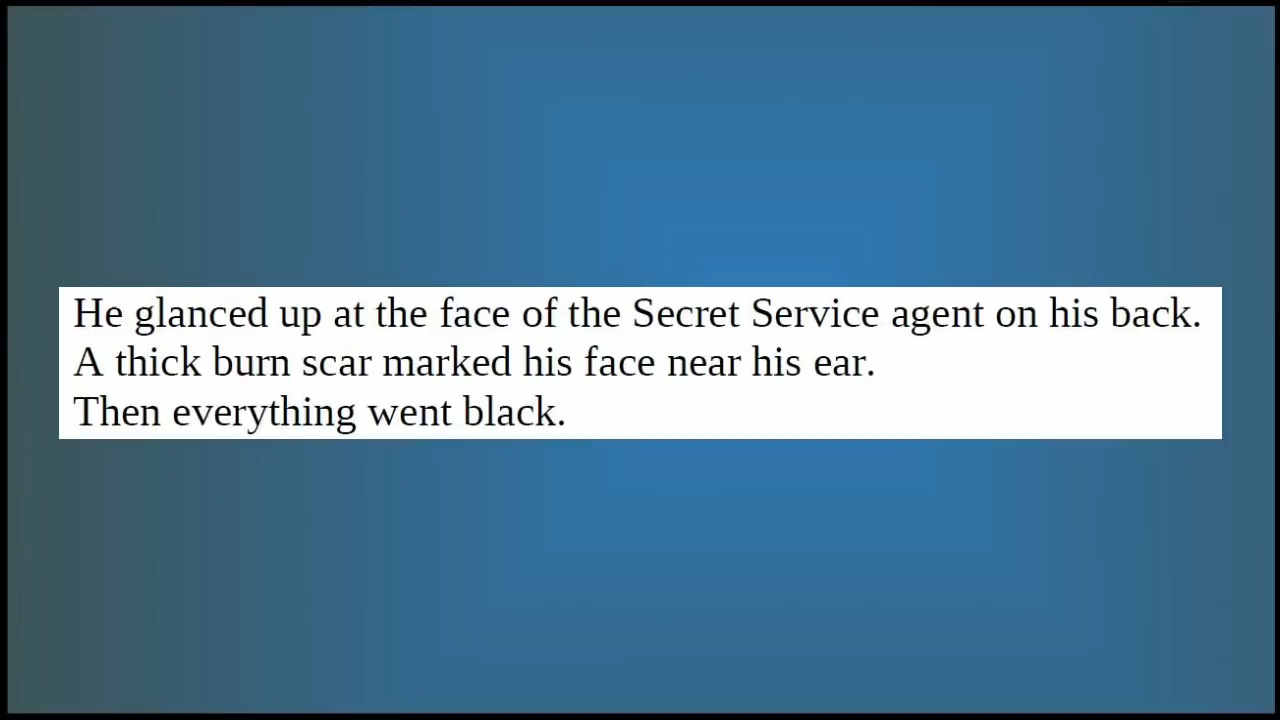 He glanced up at the face of the Secret Service agent on his back.
A thick burn scar marked his face near his ear.
Then everything went black.